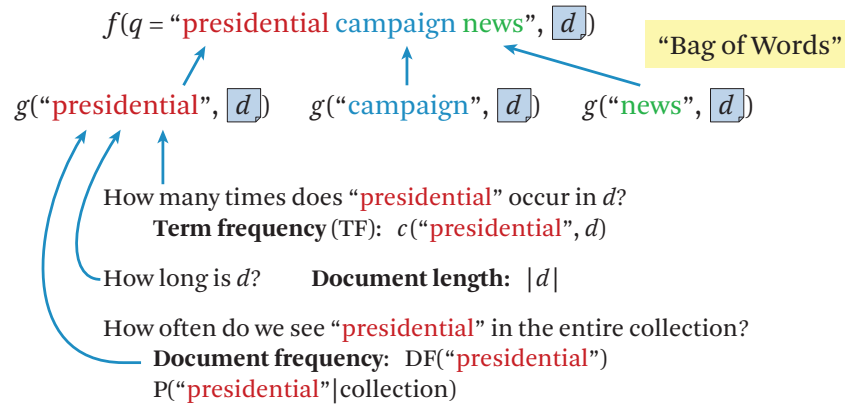 f(q = “presidential campaign news”, d)
“Bag of Words”
g(“presidential”, d) g(“campaign”, d) g(“news”, d)
How many times does “presidential” occur in d?
Term frequency (TF): c(“presidential”, d)
How long is d? Document length: |d|
How often do we see “presidential” in the entire collection?
Document frequency: DF(“presidential”)
P(“presidential”|collection)